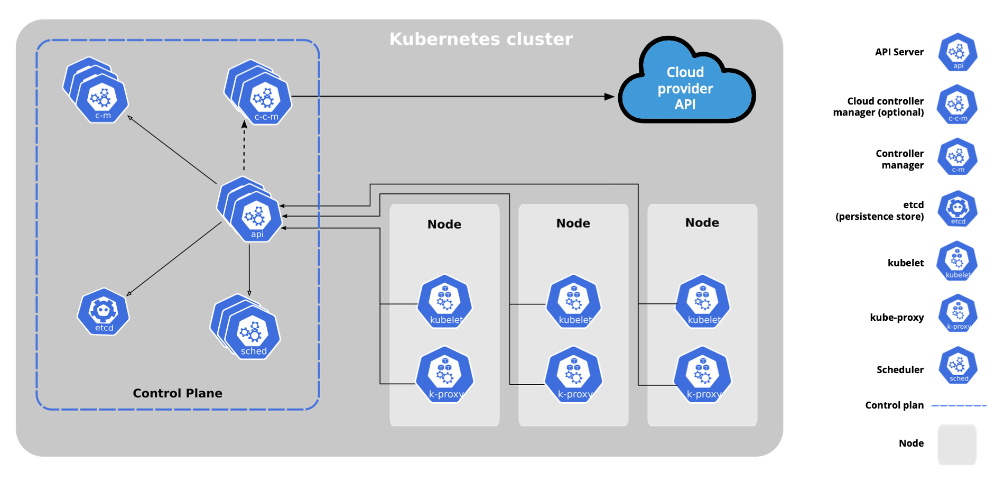 Kubernetes cluster
c-m
c-c-m
Cloud
provider
API
api
etcd
sched
Control Plane
Node
kubelet
k-proxy
Node
kubelet
k-proxy
Node
kubelet
k-proxy
API Server
api
Cloud controller
manager (optional)
c-c-m
Controller
manager
c-m
etcd
(persistence store)
etcd
kubelet
kubelet
kube-proxy
k-proxy
Scheduler
sched
Control plan
Node